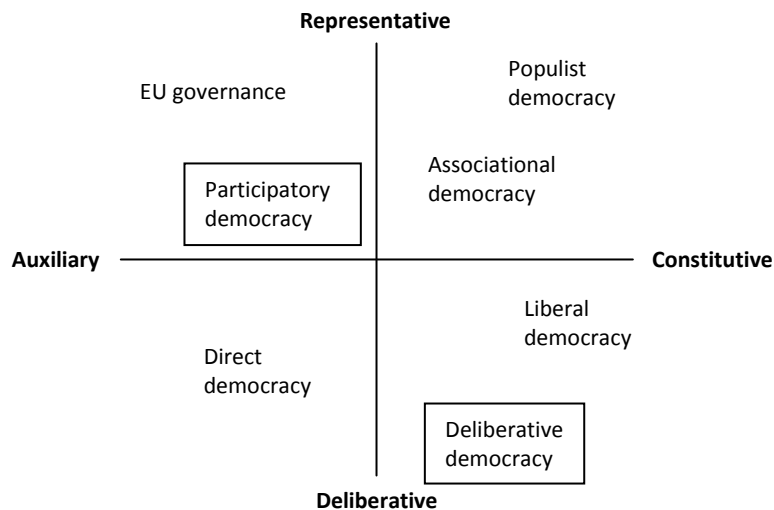 Representative
EU governance
Populist
democracy
Associational
democracy
Participatory
democracy
Auxiliary
Constitutive
Liberal
democracy
Direct
democracy
Deliberative
democracy
Deliberative